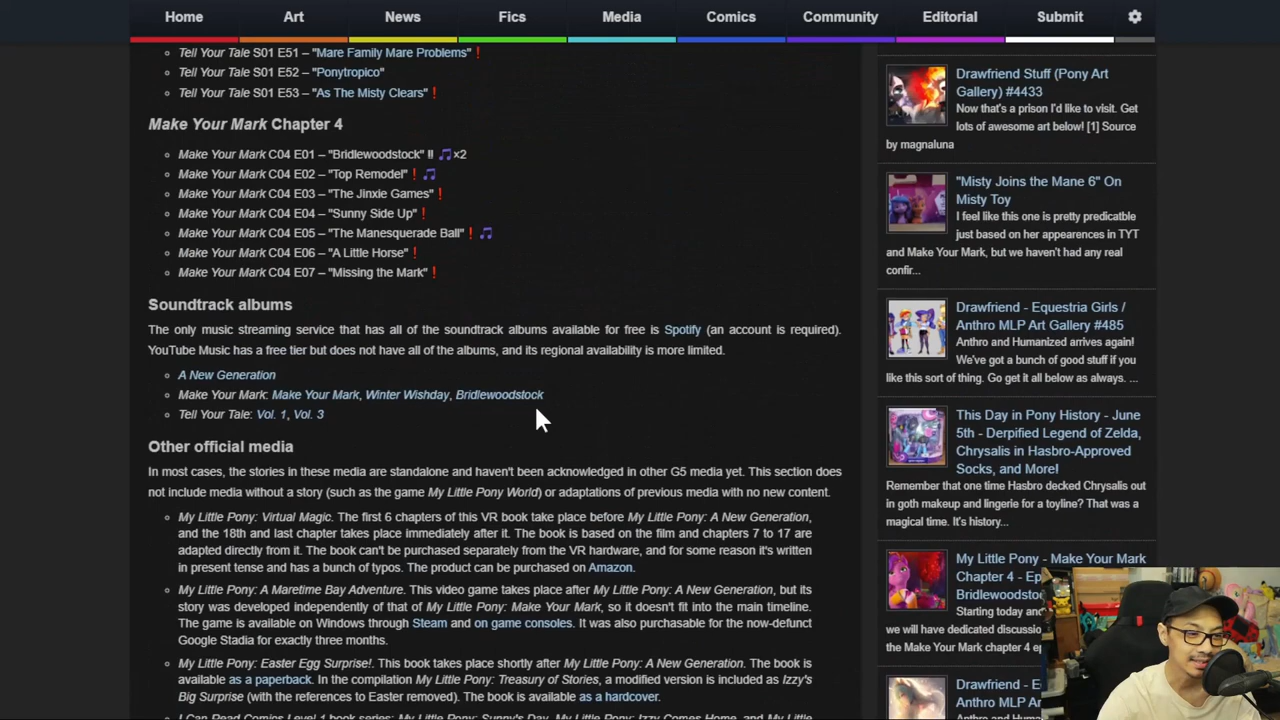 Home Art News Fics Media Comics Community Editorial Submit
Tell Your Tale S01 E51 – "Mare Family Mare Problems" ❗
Tell Your Tale S01 E52 – "Ponytropico"
Tell Your Tale S01 E53 – "As The Misty Clears" ❗
Make Your Mark Chapter 4
Make Your Mark C04 E01 – "Bridlewoodstock" ‼ 🎵×2
Make Your Mark C04 E02 – "Top Remodel" ❗ 🎵
Make Your Mark C04 E03 – "The Jinxie Games" ❗
Make Your Mark C04 E04 – "Sunny Side Up" ❗
Make Your Mark C04 E05 – "The Manesquerade Ball" ❗ 🎵
Make Your Mark C04 E06 – "A Little Horse" ❗
Make Your Mark C04 E07 – "Missing the Mark" ❗
Soundtrack albums
The only music streaming service that has all of the soundtrack albums available for free is Spotify (an account is required).
YouTube Music has a free tier but does not have all of the albums, and its regional availability is more limited.
A New Generation
Make Your Mark: Make Your Mark, Winter Wishday, Bridlewoodstock
Tell Your Tale: Vol. 1, Vol. 3
Other official media
In most cases, the stories in these media are standalone and haven't been acknowledged in other G5 media yet. This section does
not include media without a story (such as the game My Little Pony World) or adaptations of previous media with no new content.
My Little Pony: Virtual Magic. The first 6 chapters of this VR book take place before My Little Pony: A New Generation,
and the 18th and last chapter takes place immediately after it. The book is based on the film and chapters 7 to 17 are
adapted directly from it. The book can't be purchased separately from the VR hardware, and for some reason it's written
in present tense and has a bunch of typos. The product can be purchased on Amazon.
My Little Pony: A Maretime Bay Adventure. This video game takes place after My Little Pony: A New Generation, but its
story was developed independently of that of My Little Pony: Make Your Mark, so it doesn't fit into the main timeline.
The game is available on Windows through Steam and on game consoles. It was also purchasable for the now-defunct
Google Stadia for exactly three months.
My Little Pony: Easter Egg Surprise!. This book takes place shortly after My Little Pony: A New Generation. The book is
available as a paperback. In the compilation My Little Pony: Treasury of Stories, a modified version is included as Izzy's
Big Surprise (with the references to Easter removed). The book is available as a hardcover.
I Can Read Comics Level 1 book series: My Little Pony: Sunny's Day, My Little Pony: Izzy Comes Home, and My Little
Drawfriend Stuff (Pony Art
Gallery) #4433
Now that's a prison I'd like to visit. Get
lots of awesome art below! [1] Source
by magnaluna
"Misty Joins the Mane 6" On
Misty Toy
I feel like this one is pretty predicatble
just based on her appearences in TYT
and Make Your Mark, but we haven't had any real
confir...
Drawfriend - Equestria Girls /
Anthro MLP Art Gallery #485
Anthro and Humanized arrives again!
We've got a bunch of good stuff if you
like this sort of thing. Go get it all below as always. ...
This Day in Pony History - June
5th - Derpified Legend of Zelda,
Chrysalis in Hasbro-Approved
Socks, and More!
Remember that one time Hasbro decked Chrysalis out
in goth makeup and lingerie for a toyline? That was a
magical time. It's history...
My Little Pony - Make Your Mark
Chapter 4 - Ep
Bridlewoods
Starting today an
we will have dedicated discussio
the Make Your Mark chapter 4 ep
Drawfriend - E
Anthro MLP A